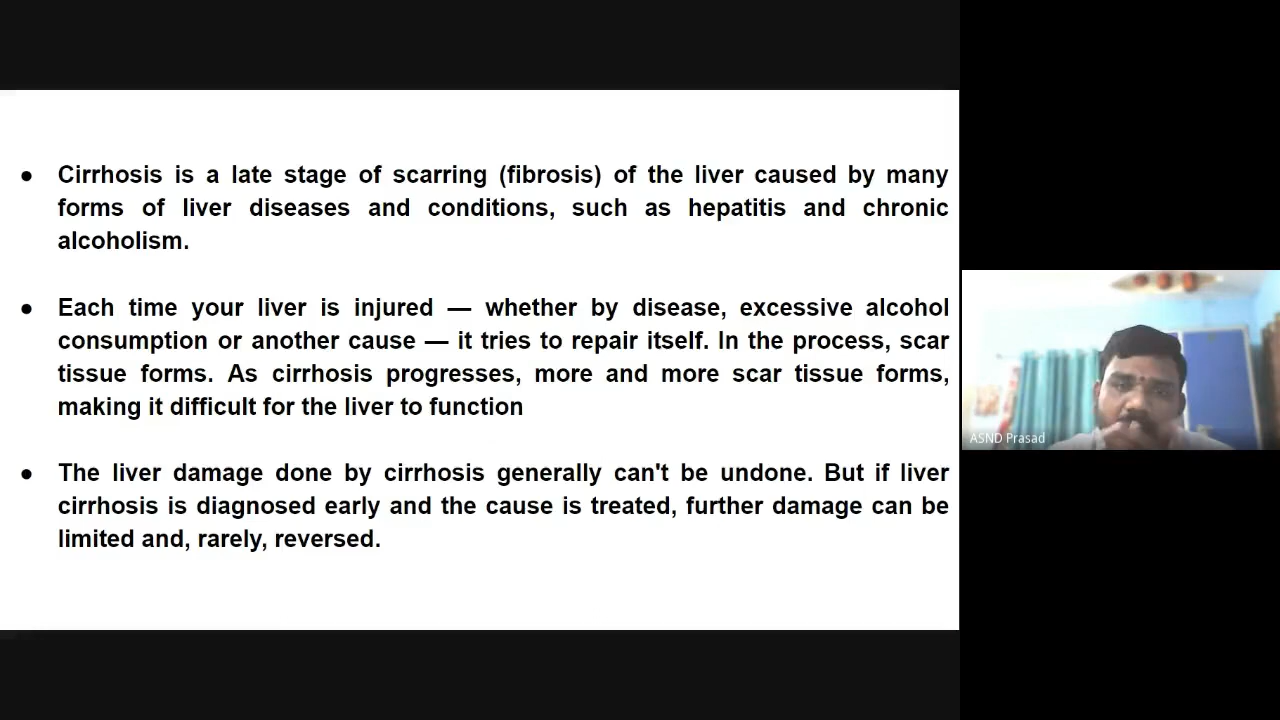 ● Cirrhosis is a late stage of scarring (fibrosis) of the liver caused by many
forms of liver diseases and conditions, such as hepatitis and chronic
alcoholism.
● Each time your liver is injured — whether by disease, excessive alcohol
consumption or another cause — it tries to repair itself. In the process, scar
tissue forms. As cirrhosis progresses, more and more scar tissue forms,
making it difficult for the liver to function
● The liver damage done by cirrhosis generally can't be undone. But if liver
cirrhosis is diagnosed early and the cause is treated, further damage can be
limited and, rarely, reversed.
ASND Prasad